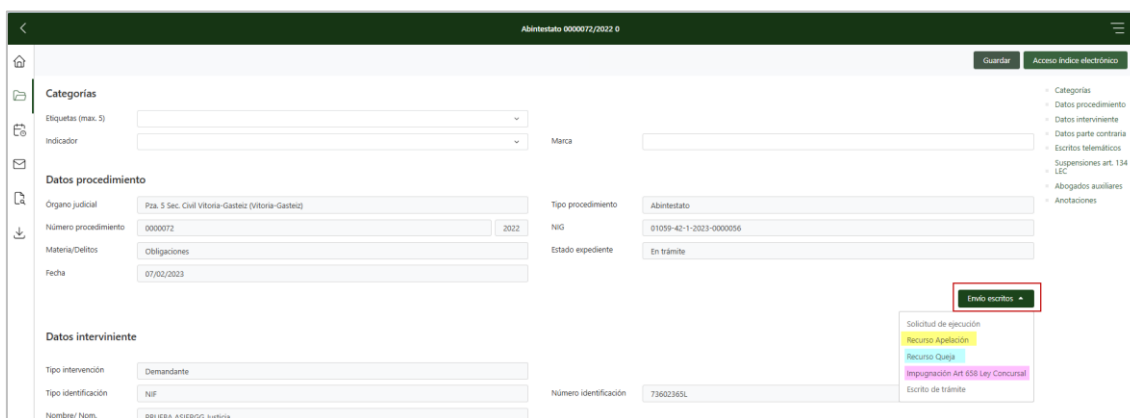 Abintestato 0000072/2022 0
Guardar
Acceso índice electrónico
Categorías
Etiquetas (max. 5)
Indicador
Marca
Datos procedimiento
Órgano judicial
Pza. 5 Sec. Civil Vitoria-Gasteiz (Vitoria-Gasteiz)
Tipo procedimiento
Abintestato
Número procedimiento
0000072
2022
NIG
01059-42-1-2023-0000056
Materia/Delitos
Obligaciones
Estado expediente
En trámite
Fecha
07/02/2023
Envío escritos
Solicitud de ejecución
Recurso Apelación
Recurso Queja
Impugnación Art 658 Ley Concursal
Escrito de trámite
Datos interviniente
Tipo intervención
Demandante
Tipo identificación
NIF
Número identificación
73602365L
Nombre/ Nom.
PRUEBA ASIERGG Justicia
Categorías
Datos procedimiento
Datos interviniente
Datos parte contraria
Escritos telemáticos
Suspensiones art. 134
LEC
Abogados auxiliares
Anotaciones